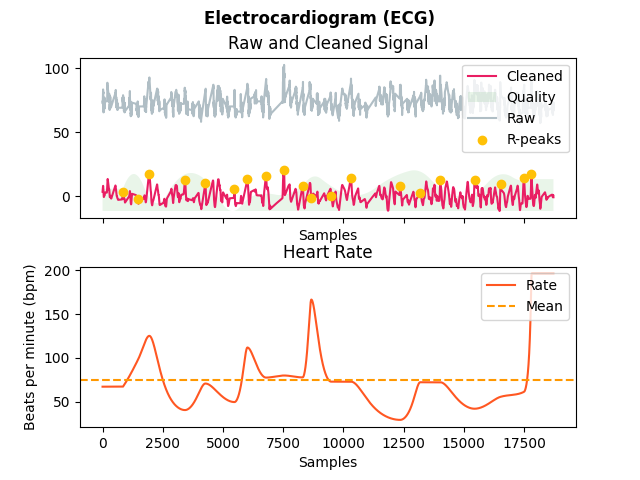 Electrocardiogram (ECG)
Raw and Cleaned Signal
100
50
0
Cleaned
Quality
Raw
R-peaks
Samples
Heart Rate
Beats per minute (bpm)
200
150
100
50
Rate
Mean
0 2500 5000 7500 10000 12500 15000 17500
Samples